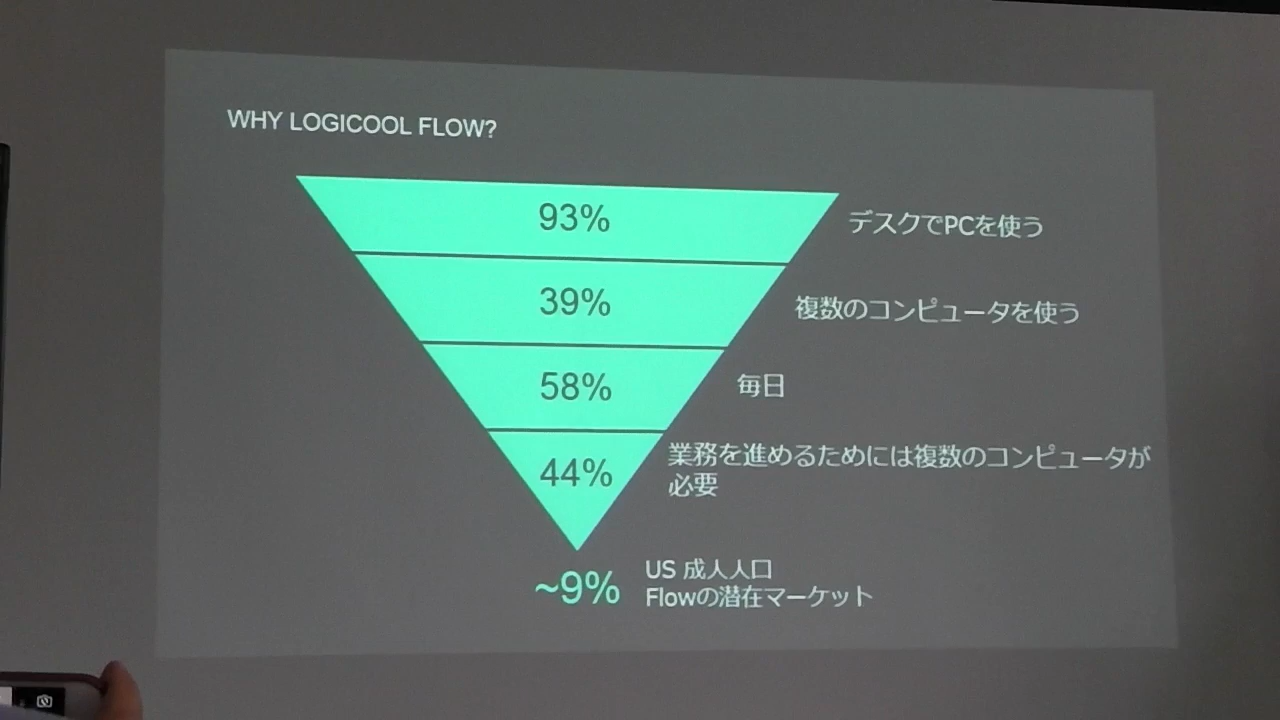 WHY LOGICOOL FLOW?
93%
デスクでPCを使う
39%
複数のコンピュータを使う
58%
毎日
44%
業務を進めるためには複数のコンピュータが
必要
~9%
US 成人人口
Flowの潜在マーケット